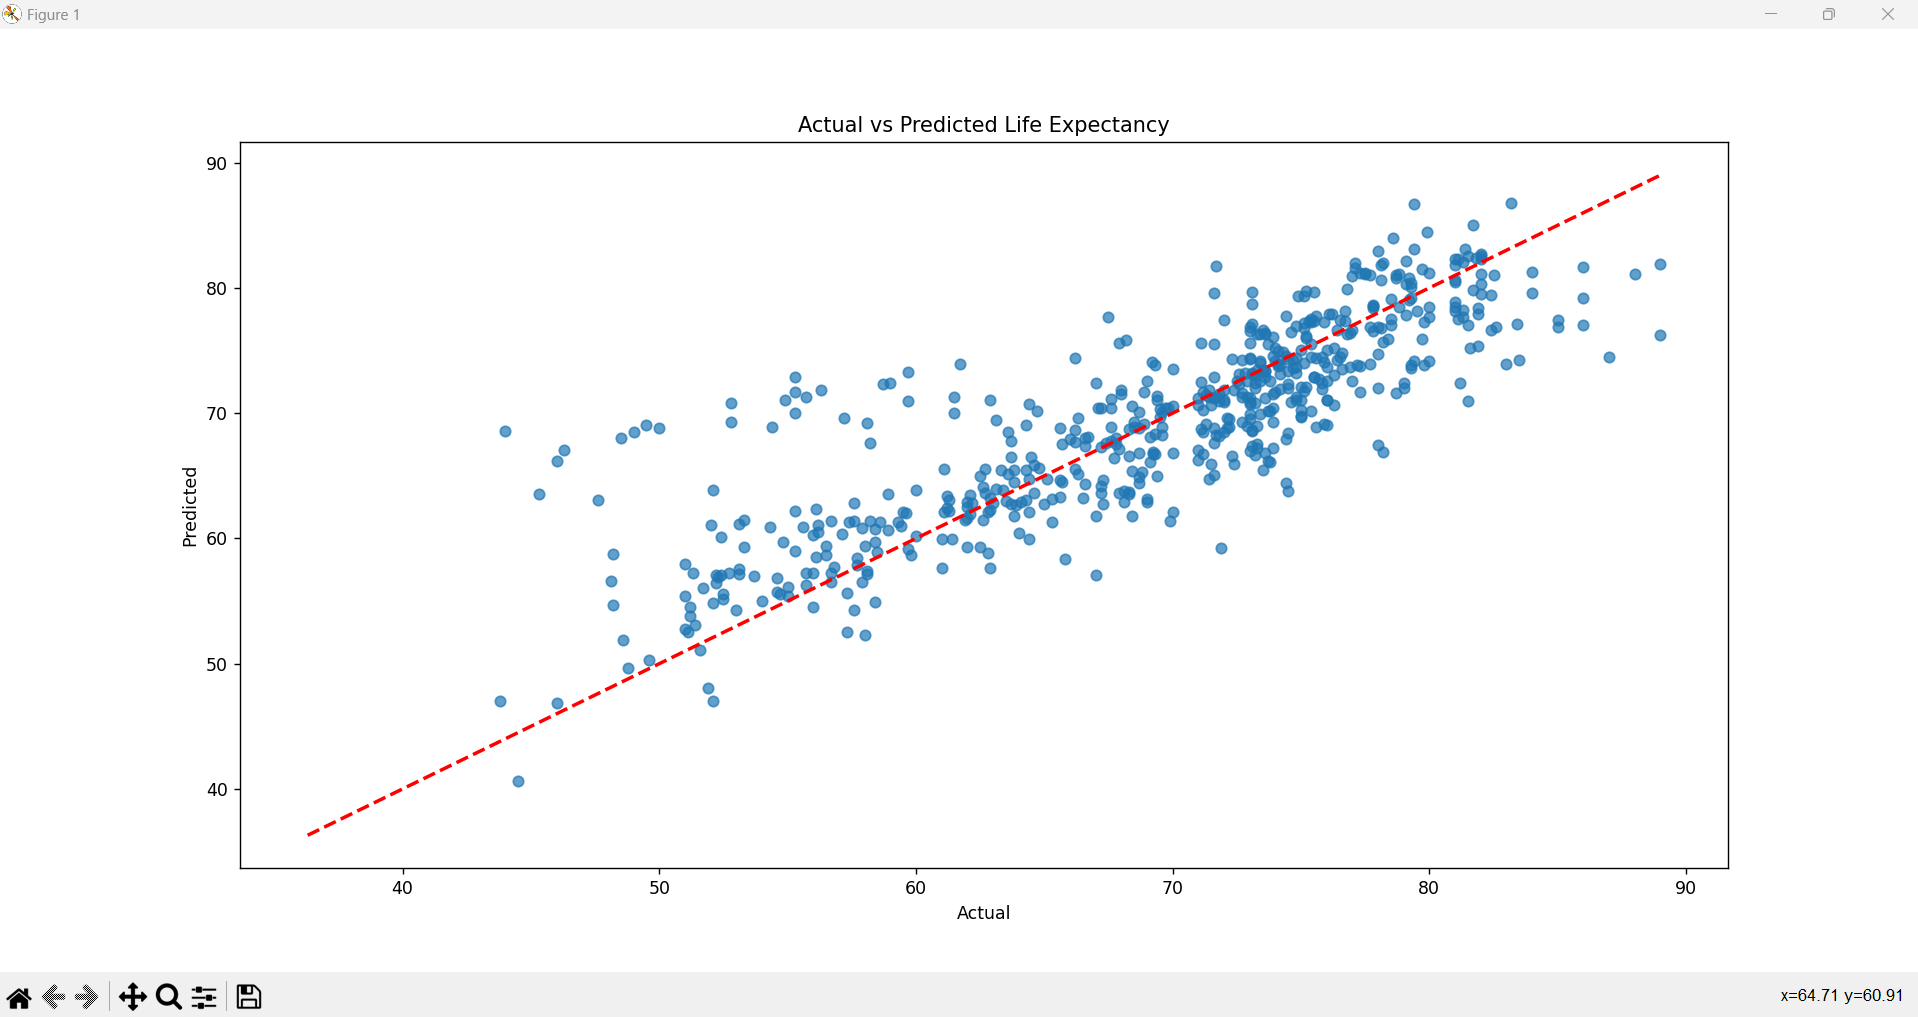 Figure 1
Actual vs Predicted Life Expectancy
90
80
70
60
50
40
Predicted
40 50 60 70 80 90
Actual
x=64.71 y=60.91